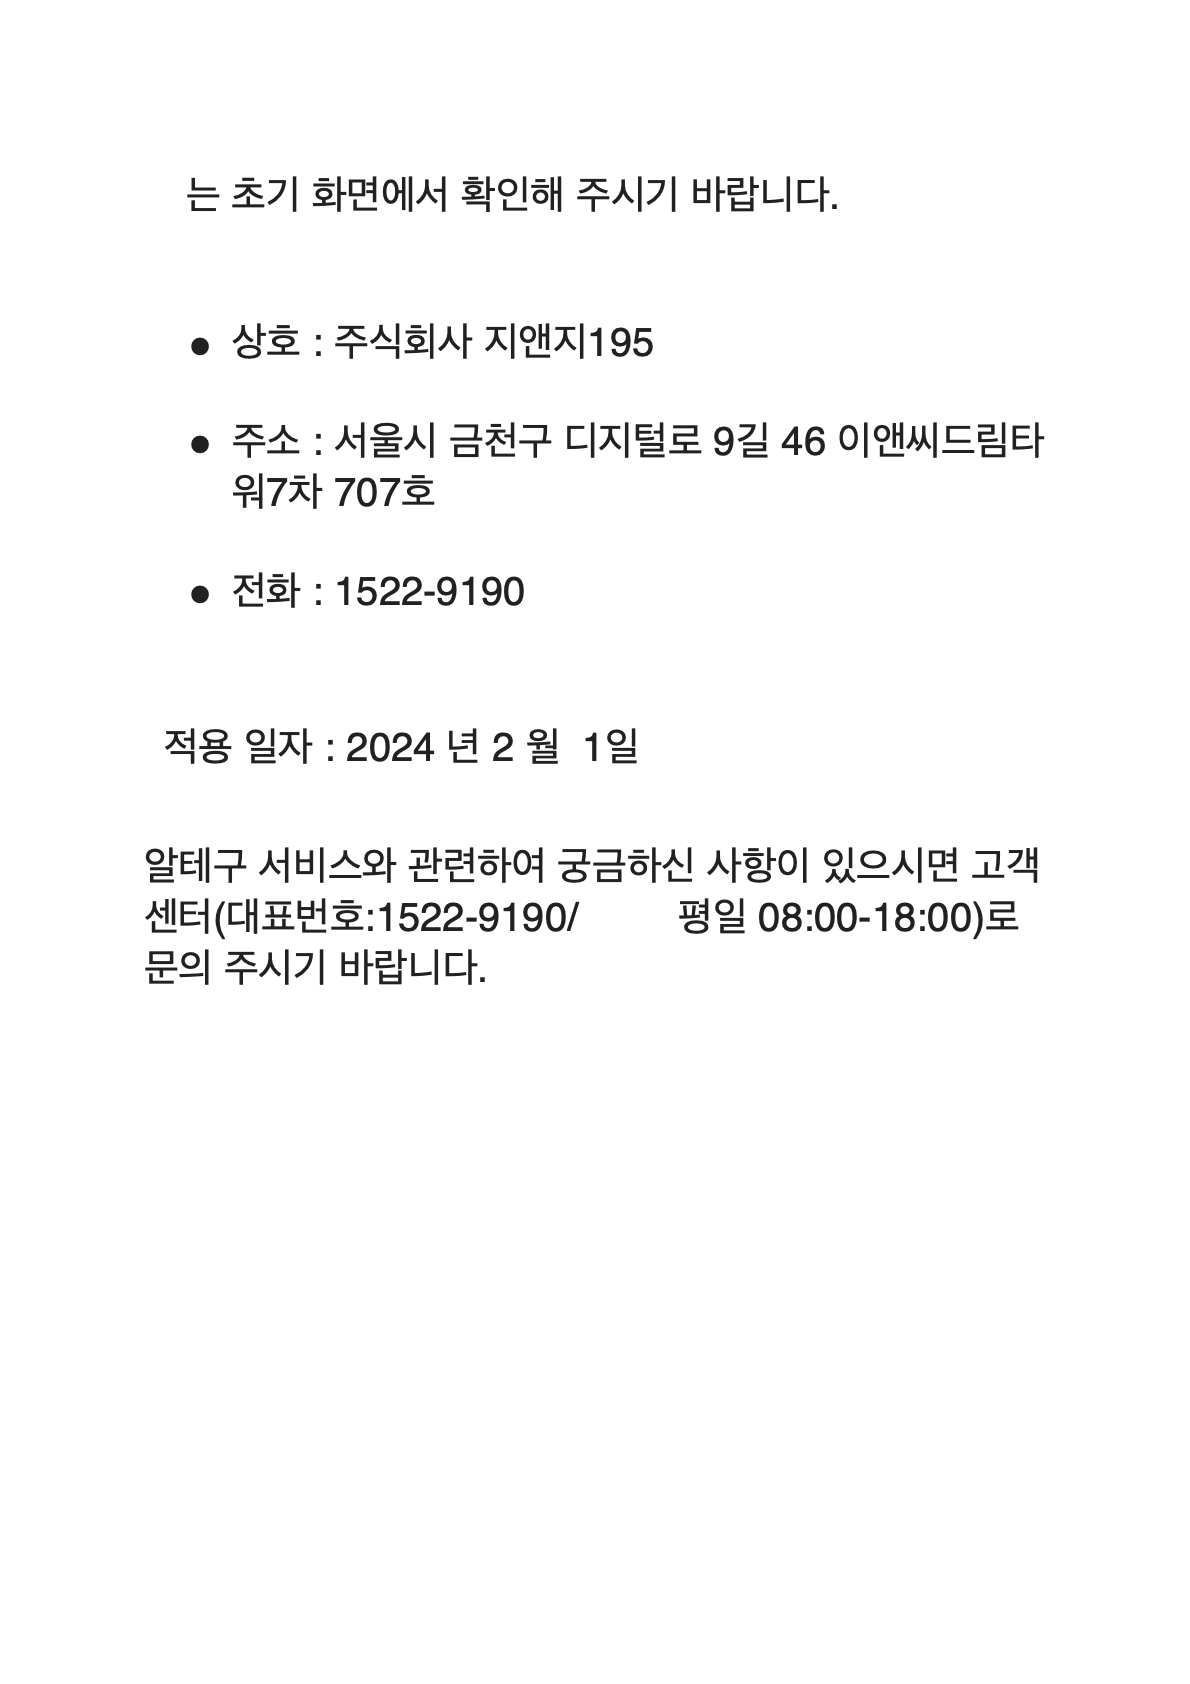 는 초기 화면에서 확인해 주시기 바랍니다.
● 상호 : 주식회사 지앤지195
● 주소 : 서울시 금천구 디지털로 9길 46 이앤씨드림타
워7차 707호
● 전화 : 1522-9190
적용 일자 : 2024 년 2 월  1일
알테구 서비스와 관련하여 궁금하신 사항이 있으시면 고객
센터(대표번호:1522-9190/ 평일 08:00-18:00)로
문의 주시기 바랍니다.